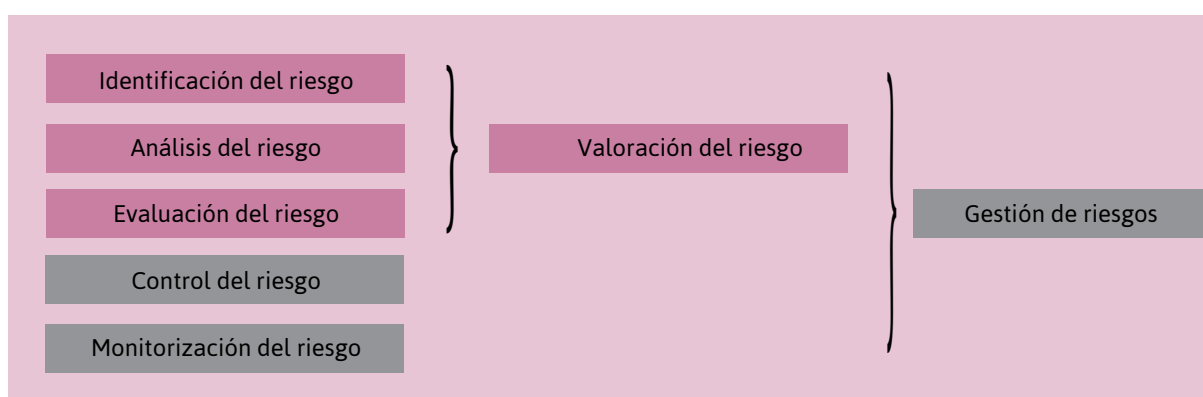 Identificación del riesgo
Análisis del riesgo
Evaluación del riesgo
Control del riesgo
Monitorización del riesgo
Valoración del riesgo
Gestión de riesgos